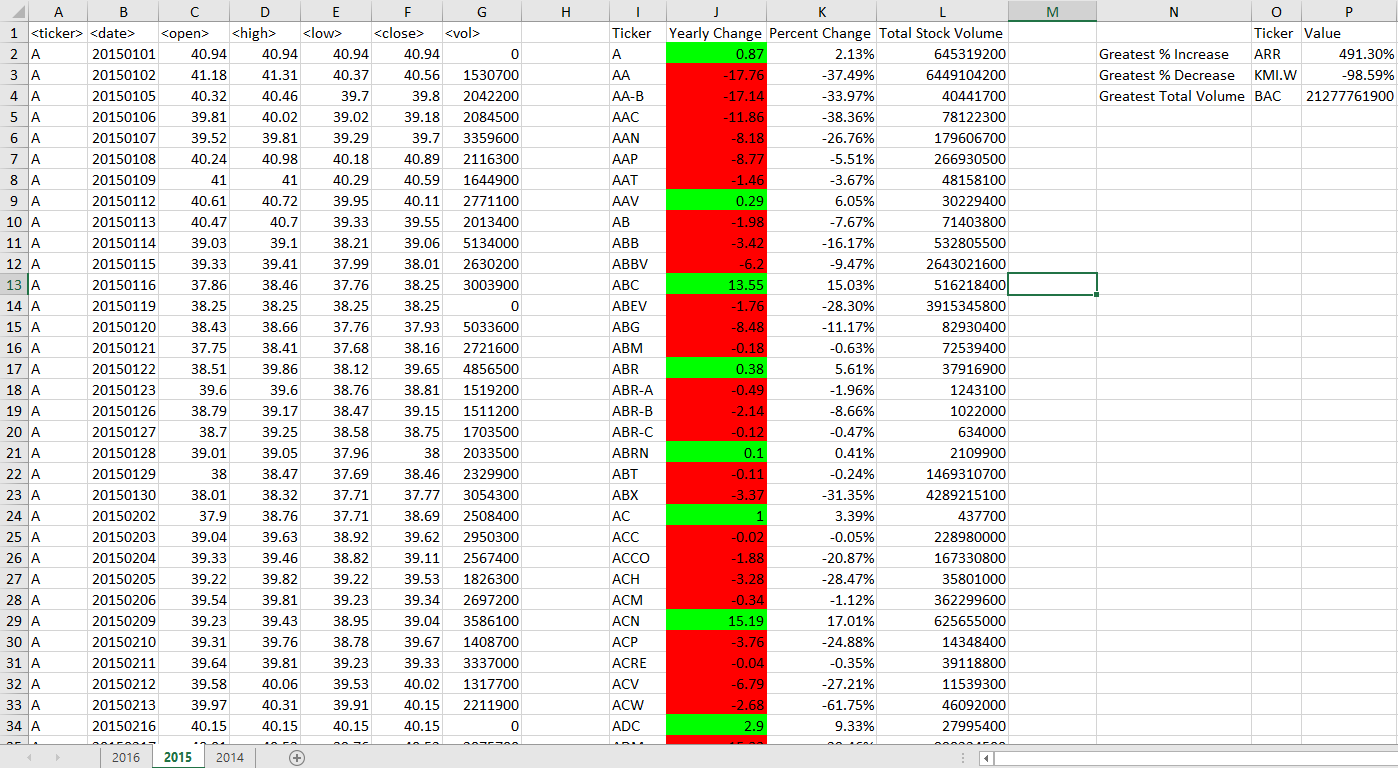 A B C D E F G H I J K L M N O P
1 <ticker> <date> <open> <high> <low> <close> <vol> Ticker Yearly Change Percent Change Total Stock Volume Ticker Value
2 A 20150101 40.94 40.94 40.94 40.94 0 A 0.87 2.13% 645319200 Greatest % Increase ARR 491.30%
3 A 20150102 41.18 41.31 40.37 40.56 1530700 AA -17.76 -37.49% 6449104200 Greatest % Decrease KMI.W -98.59%
4 A 20150105 40.32 40.46 39.7 39.8 2042200 AA-B -17.14 -33.97% 40441700 Greatest Total Volume BAC 21277761900
5 A 20150106 39.81 40.02 39.02 39.18 2084500 AAC -11.86 -38.36% 78122300
6 A 20150107 39.52 39.81 39.29 39.7 3359600 AAN -8.18 -26.76% 179606700
7 A 20150108 40.24 40.98 40.18 40.89 2116300 AAP -8.77 -5.51% 266930500
8 A 20150109 41 41 40.29 40.59 1644900 AAT -1.46 -3.67% 48158100
9 A 20150112 40.61 40.72 39.95 40.11 2771100 AAV 0.29 6.05% 30229400
10 A 20150113 40.47 40.7 39.33 39.55 2013400 AB -1.98 -7.67% 71403800
11 A 20150114 39.03 39.1 38.21 39.06 5134000 ABB -3.42 -16.17% 532805500
12 A 20150115 39.33 39.41 37.99 38.01 2630200 ABBV -6.2 -9.47% 2643021600
13 A 20150116 37.86 38.46 37.76 38.25 3003900 ABC 13.55 15.03% 516218400
14 A 20150119 38.25 38.25 38.25 38.25 0 ABEV -1.76 -28.30% 3915345800
15 A 20150120 38.43 38.66 37.76 37.93 5033600 ABG -8.48 -11.17% 82930400
16 A 20150121 37.75 38.41 37.68 38.16 2721600 ABM -0.18 -0.63% 72539400
17 A 20150122 38.51 39.86 38.12 39.65 4856500 ABR 0.38 5.61% 37916900
18 A 20150123 39.6 39.6 38.76 38.81 1519200 ABR-A -0.49 -1.96% 1243100
19 A 20150126 38.79 39.17 38.47 39.15 1511200 ABR-B -2.14 -8.66% 1022000
20 A 20150127 38.7 39.25 38.58 38.75 1703500 ABR-C -0.12 -0.47% 634000
21 A 20150128 39.01 39.05 37.96 38 2033500 ABRN 0.1 0.41% 2109900
22 A 20150129 38 38.47 37.69 38.46 2329900 ABT -0.11 -0.24% 1469310700
23 A 20150130 38.01 38.32 37.71 37.77 3054300 ABX -3.37 -31.35% 4289215100
24 A 20150202 37.9 38.76 37.71 38.69 2508400 AC 1 3.39% 437700
25 A 20150203 39.04 39.63 38.92 39.62 2950300 ACC -0.02 -0.05% 228980000
26 A 20150204 39.33 39.46 38.82 39.11 2567400 ACCO -1.88 -20.87% 167330800
27 A 20150205 39.22 39.82 39.22 39.53 1826300 ACH -3.28 -28.47% 35801000
28 A 20150206 39.54 39.81 39.23 39.34 2697200 ACM -0.34 -1.12% 362299600
29 A 20150209 39.23 39.43 38.95 39.04 3586100 ACN 15.19 17.01% 625655000
30 A 20150210 39.31 39.76 38.78 39.67 1408700 ACP -3.76 -24.88% 14348400
31 A 20150211 39.64 39.81 39.23 39.33 3337000 ACRE -0.04 -0.35% 39118800
32 A 20150212 39.58 40.06 39.53 40.02 1317700 ACV -6.79 -27.21% 11539300
33 A 20150213 39.97 40.31 39.91 40.15 2211900 ACW -2.68 -61.75% 46092000
34 A 20150216 40.15 40.15 40.15 40.15 0 ADC 2.9 9.33% 27995400
2016 2015 2014